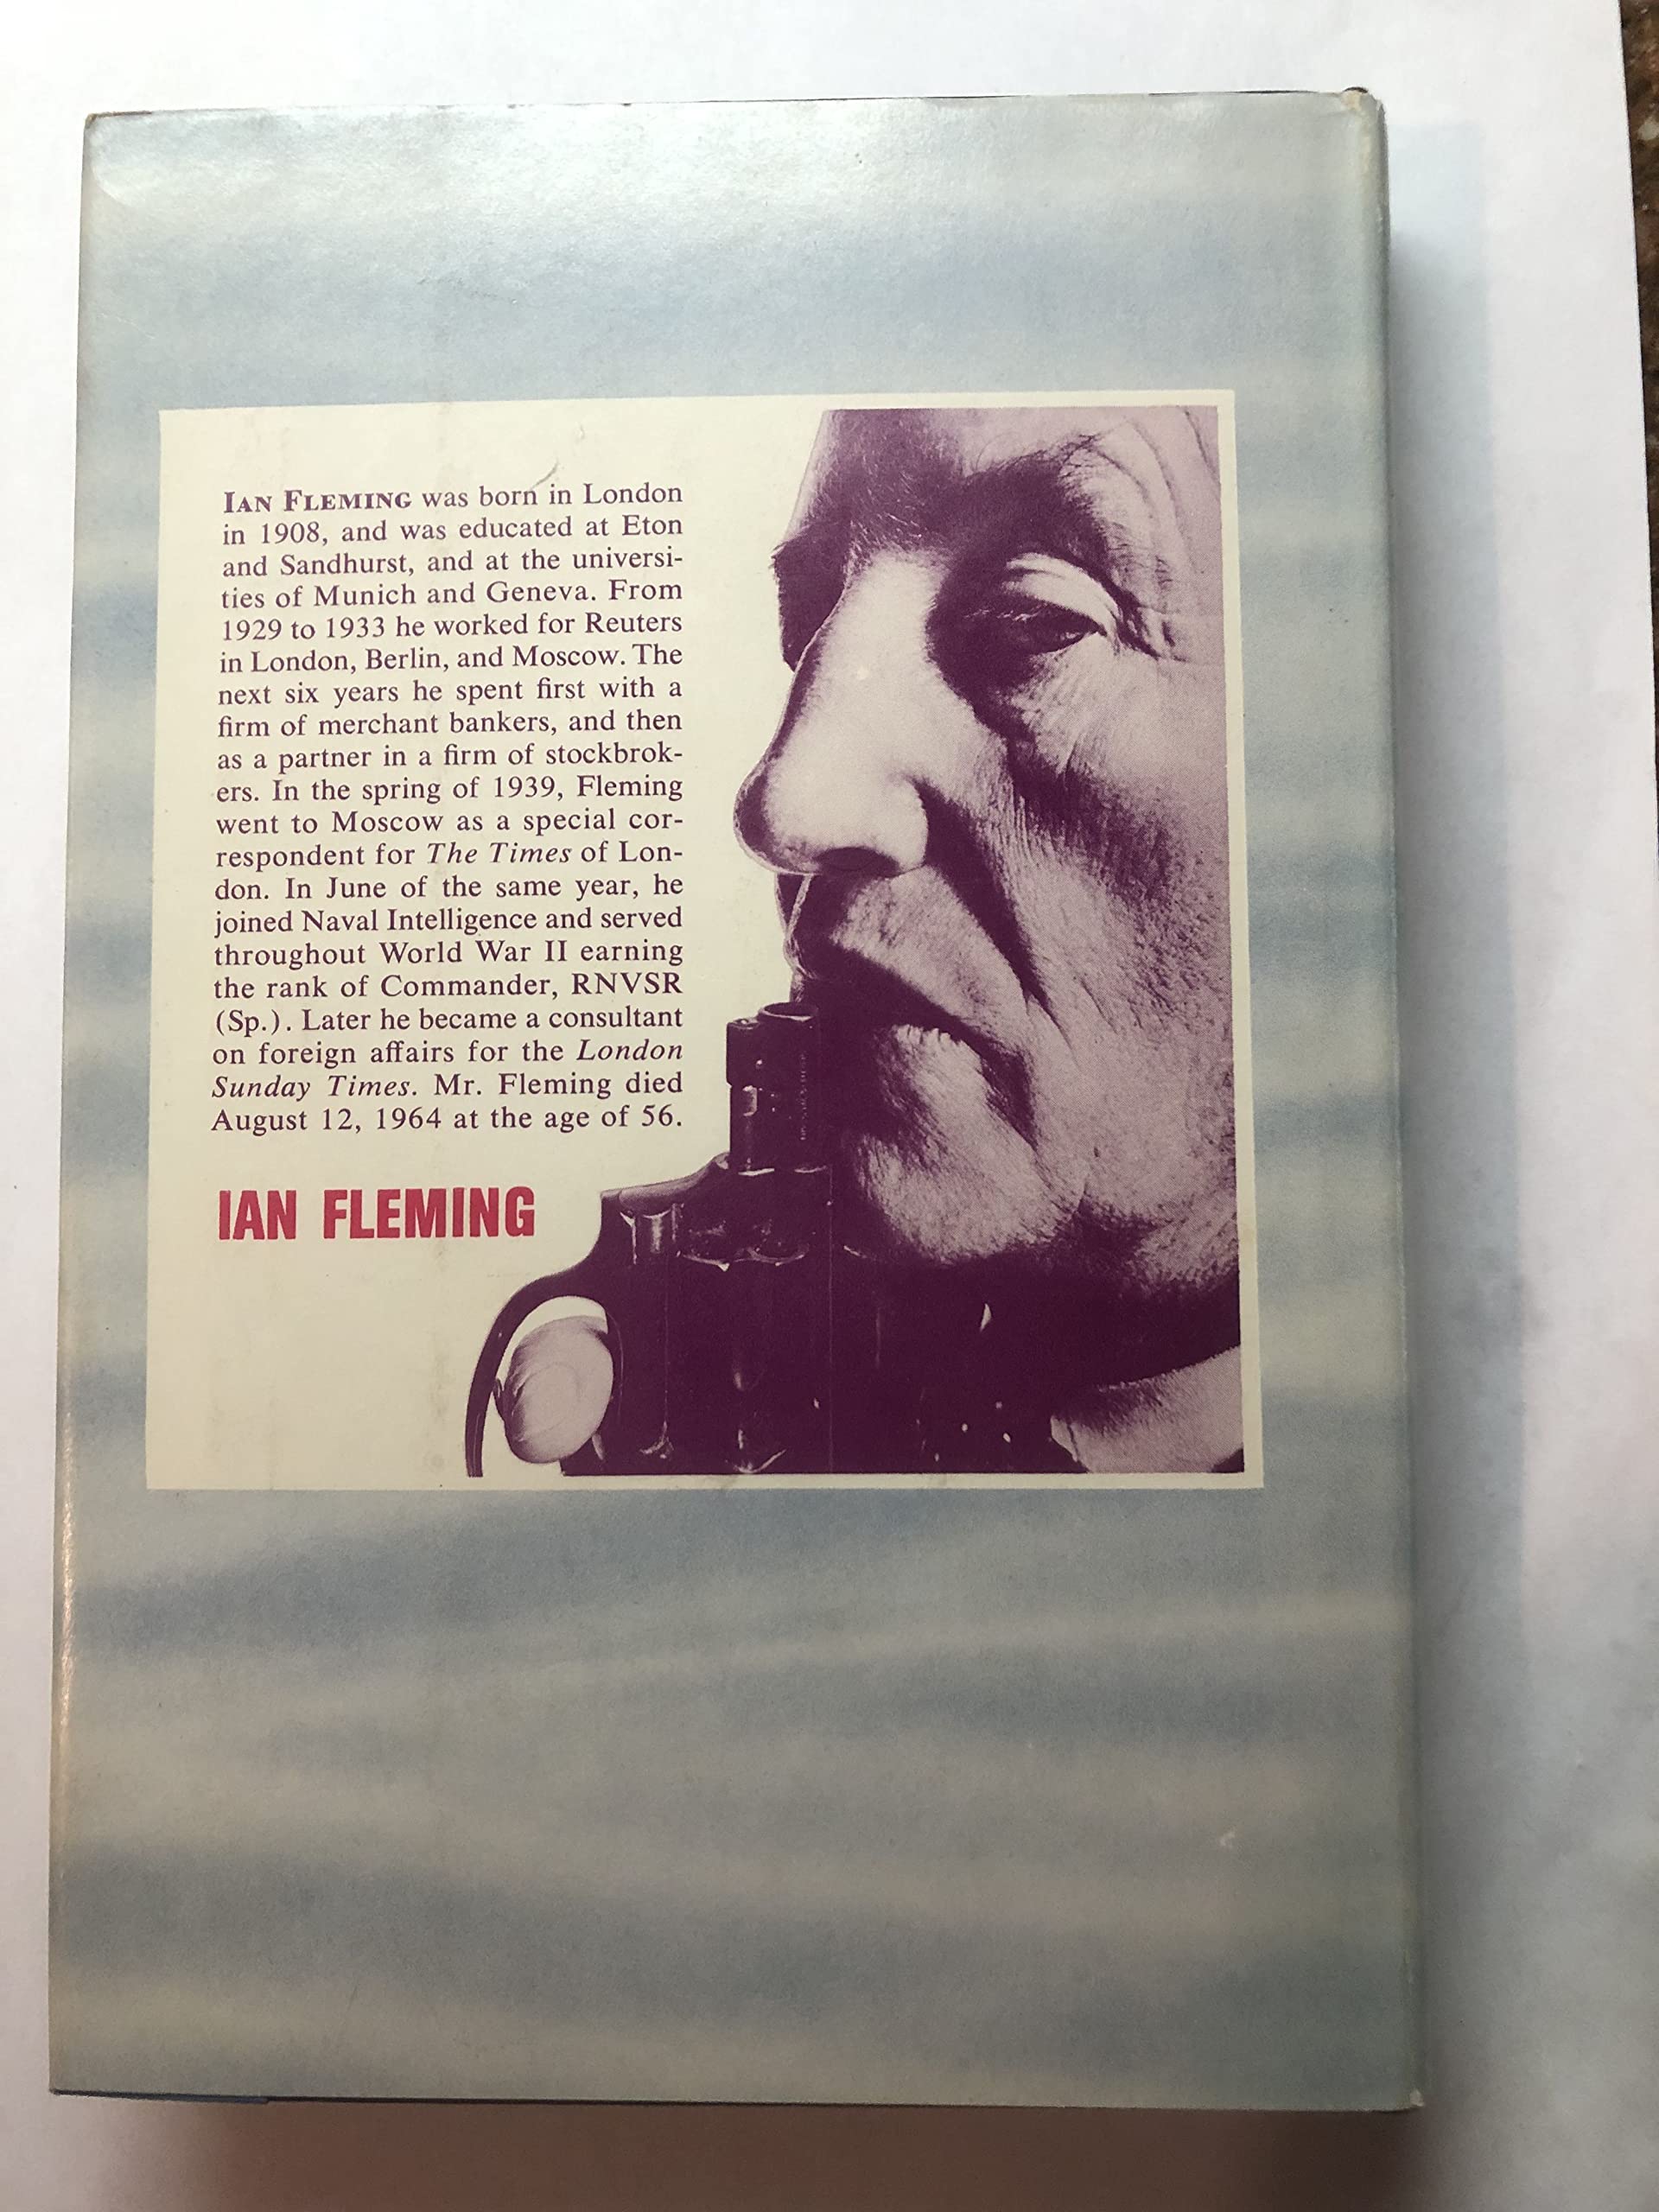 IAN FLEMING was born in London
in 1908, and was educated at Eton
and Sandhurst, and at the universi-
ties of Munich and Geneva. From
1929 to 1933 he worked for Reuters
in London, Berlin, and Moscow. The
next six years he spent first with a
firm of merchant bankers, and then
as a partner in a firm of stockbrok-
ers. In the spring of 1939, Fleming
went to Moscow as a special cor-
respondent for The Times of Lon-
don. In June of the same year, he
joined Naval Intelligence and served
throughout World War II earning
the rank of Commander, RNVSR
(Sp.). Later he became a consultant
on foreign affairs for the London
Sunday Times. Mr. Fleming died
August 12, 1964 at the age of 56.
IAN FLEMING